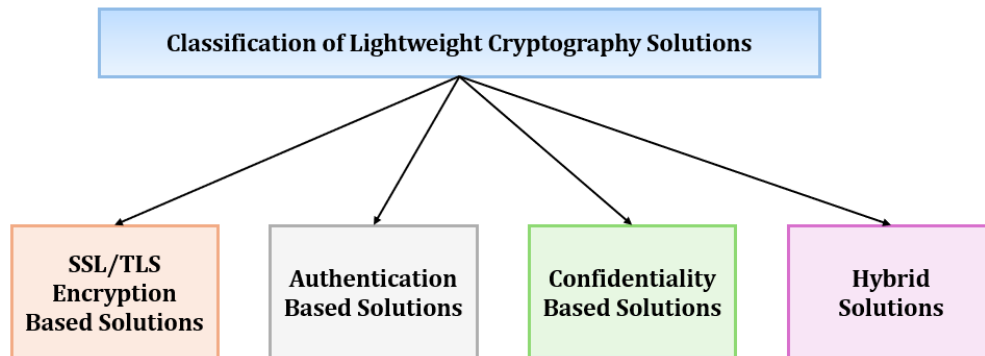 Classification of Lightweight Cryptography Solutions
SSL/TLS
Encryption
Based Solutions
Authentication
Based Solutions
Confidentiality
Based Solutions
Hybrid
Solutions